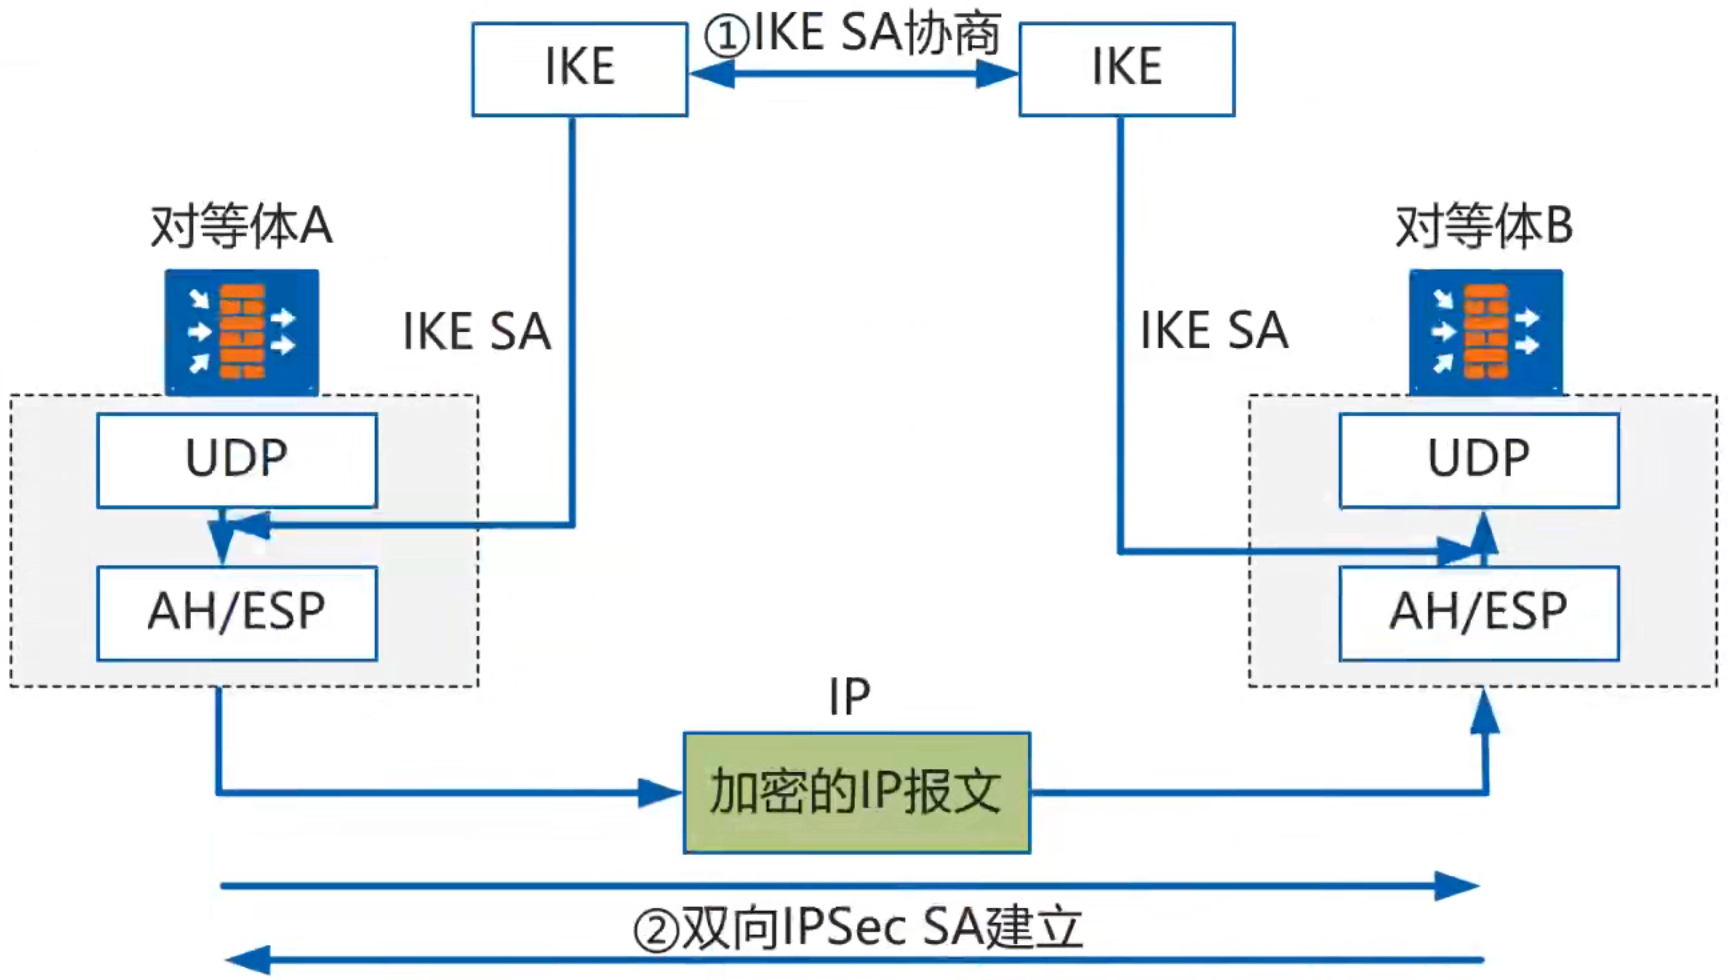 ①IKE SA协商
IKE
IKE
对等体A
对等体B
IKE SA
IKE SA
UDP
UDP
AH/ESP
AH/ESP
IP
加密的IP报文
②双向IPSec SA建立